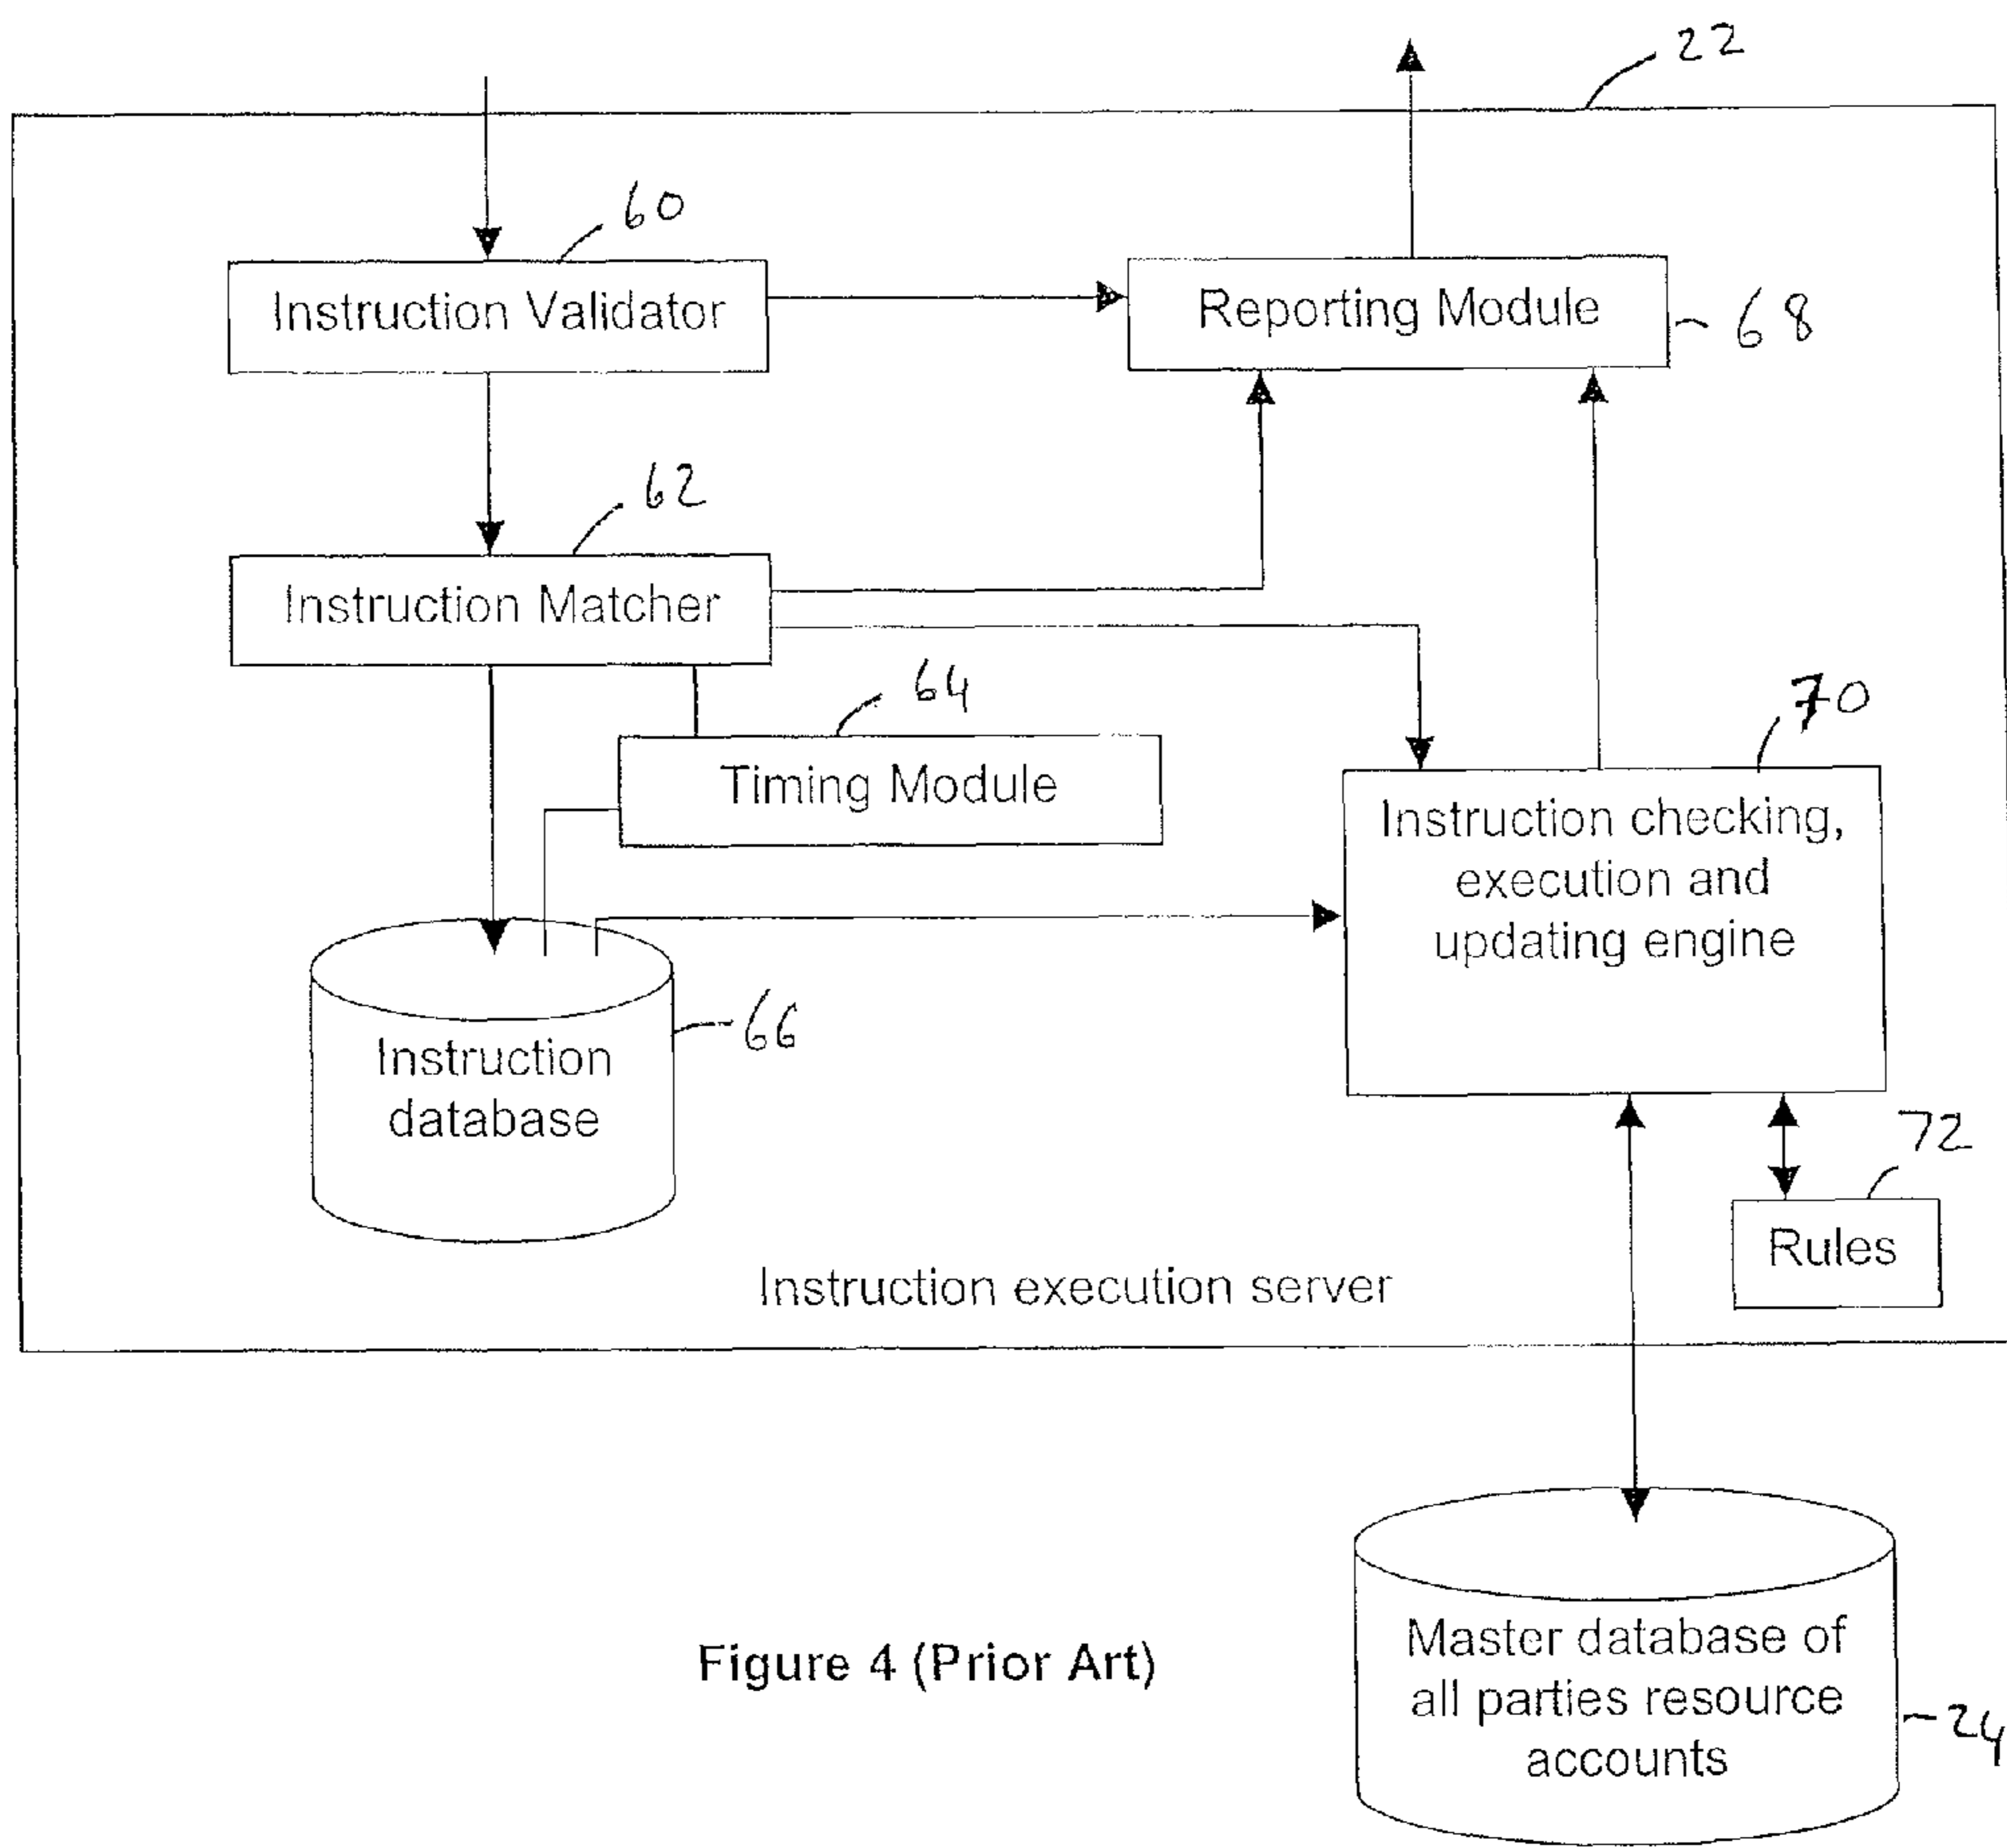 22
60
Instruction Validator
Reporting Module
68
62
Instruction Matcher
64
Timing Module
70
Instruction checking,
execution and
updating engine
66
Instruction
database
72
Rules
Instruction execution server
Figure 4 (Prior Art)
Master database of
all parties resource
accounts
24